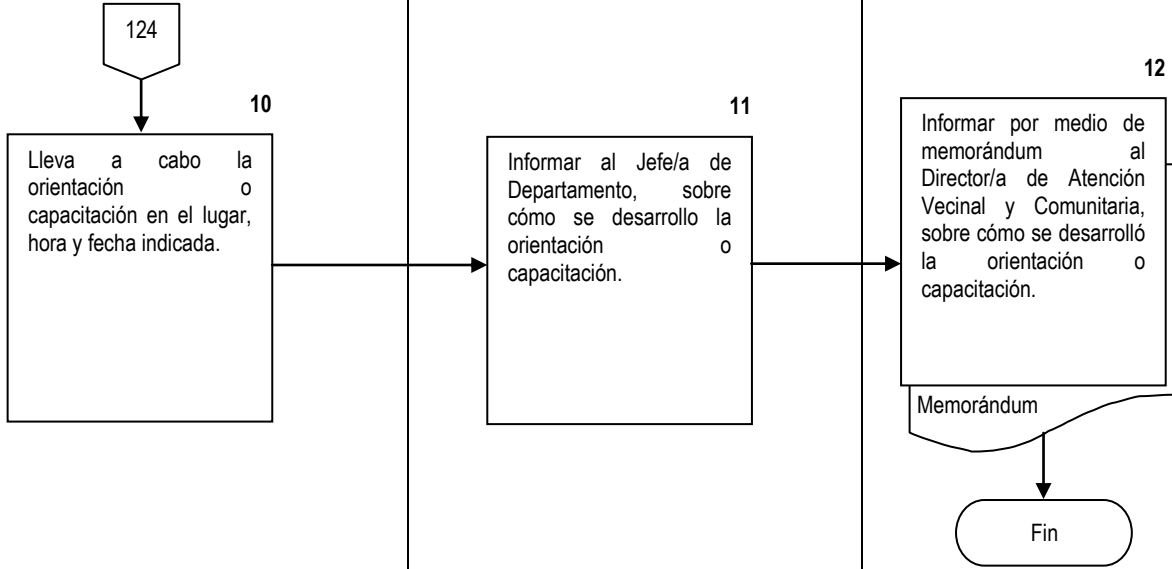 124
10
Lleva a cabo la
orientación o
capacitación en el lugar,
hora y fecha indicada.
11
Informar al Jefe/a de
Departamento, sobre
cómo se desarrollo la
orientación o
capacitación.
12
Informar por medio de
memorándum al
Director/a de Atención
Vecinal y Comunitaria,
sobre cómo se desarrolló
la orientación o
capacitación.
Memorándum
Fin